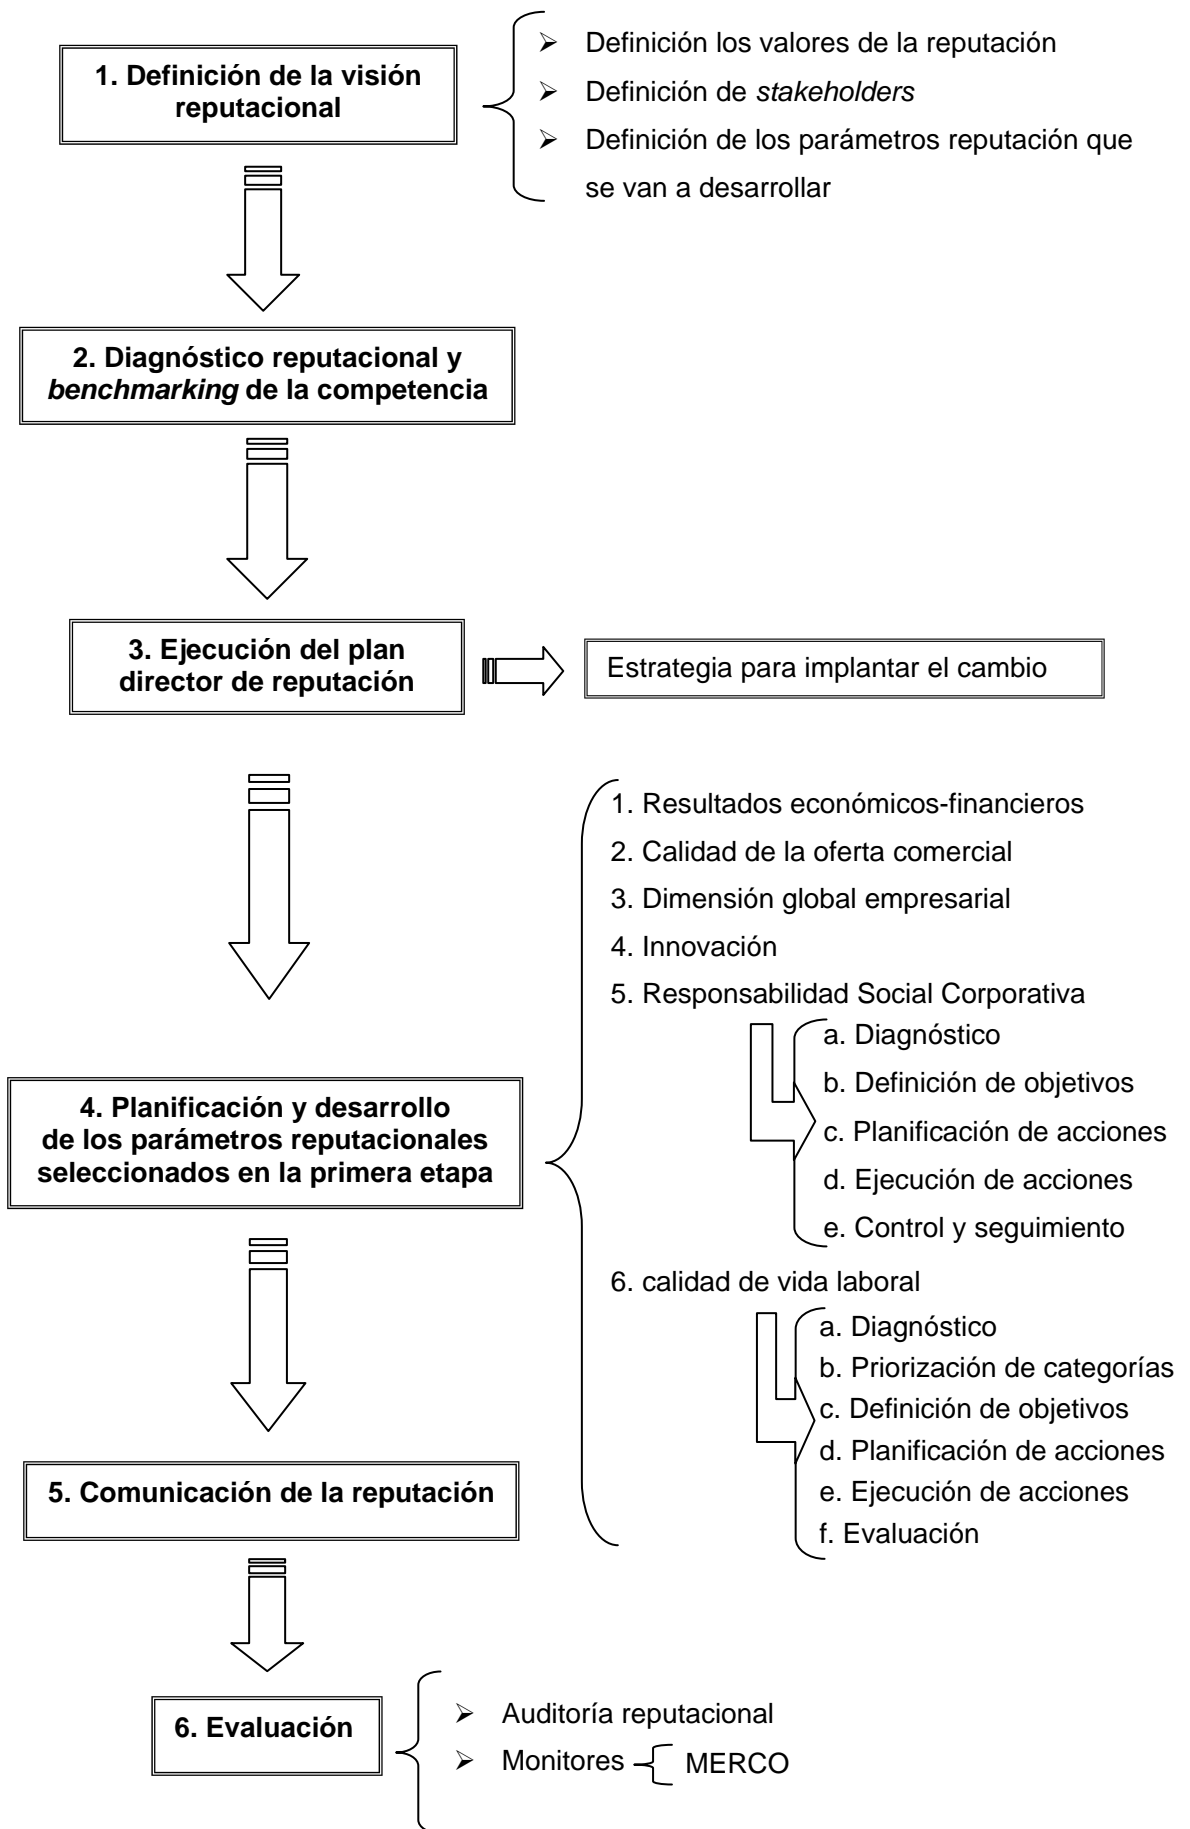 1. Definición de la visión
reputacional
➢ Definición los valores de la reputación
➢ Definición de stakeholders
➢ Definición de los parámetros reputación que
se van a desarrollar
2. Diagnóstico reputacional y
benchmarking de la competencia
3. Ejecución del plan
director de reputación
Estrategia para implantar el cambio
4. Planificación y desarrollo
de los parámetros reputacionales
seleccionados en la primera etapa
1. Resultados económicos-financieros
2. Calidad de la oferta comercial
3. Dimensión global empresarial
4. Innovación
5. Responsabilidad Social Corporativa
a. Diagnóstico
b. Definición de objetivos
c. Planificación de acciones
d. Ejecución de acciones
e. Control y seguimiento
6. calidad de vida laboral
a. Diagnóstico
b. Priorización de categorías
c. Definición de objetivos
d. Planificación de acciones
e. Ejecución de acciones
f. Evaluación
5. Comunicación de la reputación
6. Evaluación
➢ Auditoría reputacional
➢ Monitores MERCO